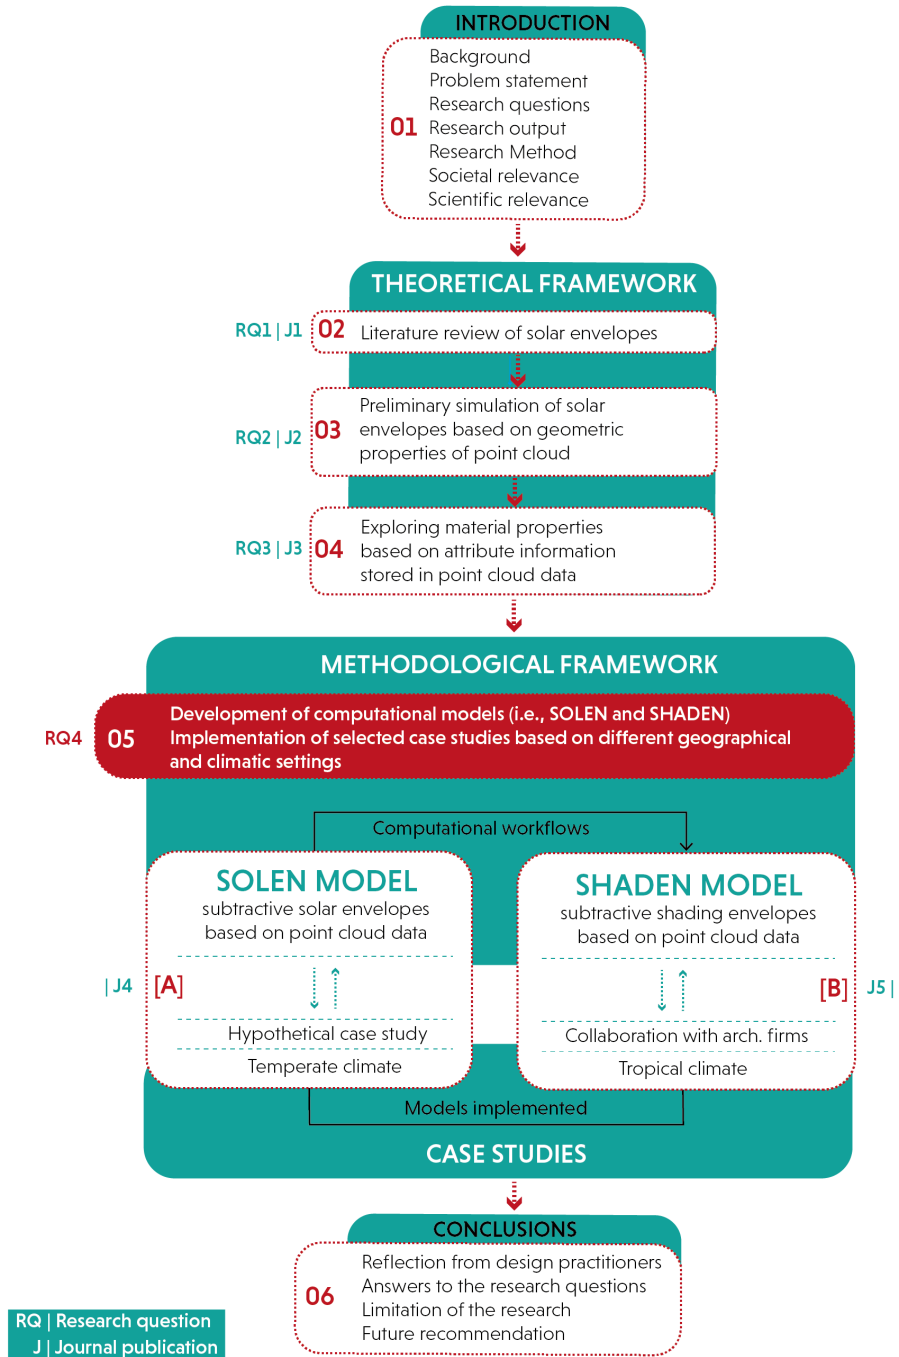 INTRODUCTION
Background
Problem statement
Research questions
01
Research output
Research Method
Societal relevance
Scientific relevance
THEORETICAL FRAMEWORK
RQ1 | J1
02
Literature review of solar envelopes
RQ2 | J2
03
Preliminary simulation of solar
envelopes based on geometric
properties of point cloud
RQ3 | J3
04
Exploring material properties
based on attribute information
stored in point cloud data
METHODOLOGICAL FRAMEWORK
RQ4
05
Development of computational models (i.e., SOLEN and SHADEN)
Implementation of selected case studies based on different geographical
and climatic settings
Computational workflows
SOLEN MODEL
subtractive solar envelopes
based on point cloud data
| J4
[A]
Hypothetical case study
Temperate climate
SHADEN MODEL
subtractive shading envelopes
based on point cloud data
[B]
J5 |
Collaboration with arch. firms
Tropical climate
Models implemented
CASE STUDIES
CONCLUSIONS
06
Reflection from design practitioners
Answers to the research questions
Limitation of the research
Future recommendation
RQ | Research question
J | Journal publication